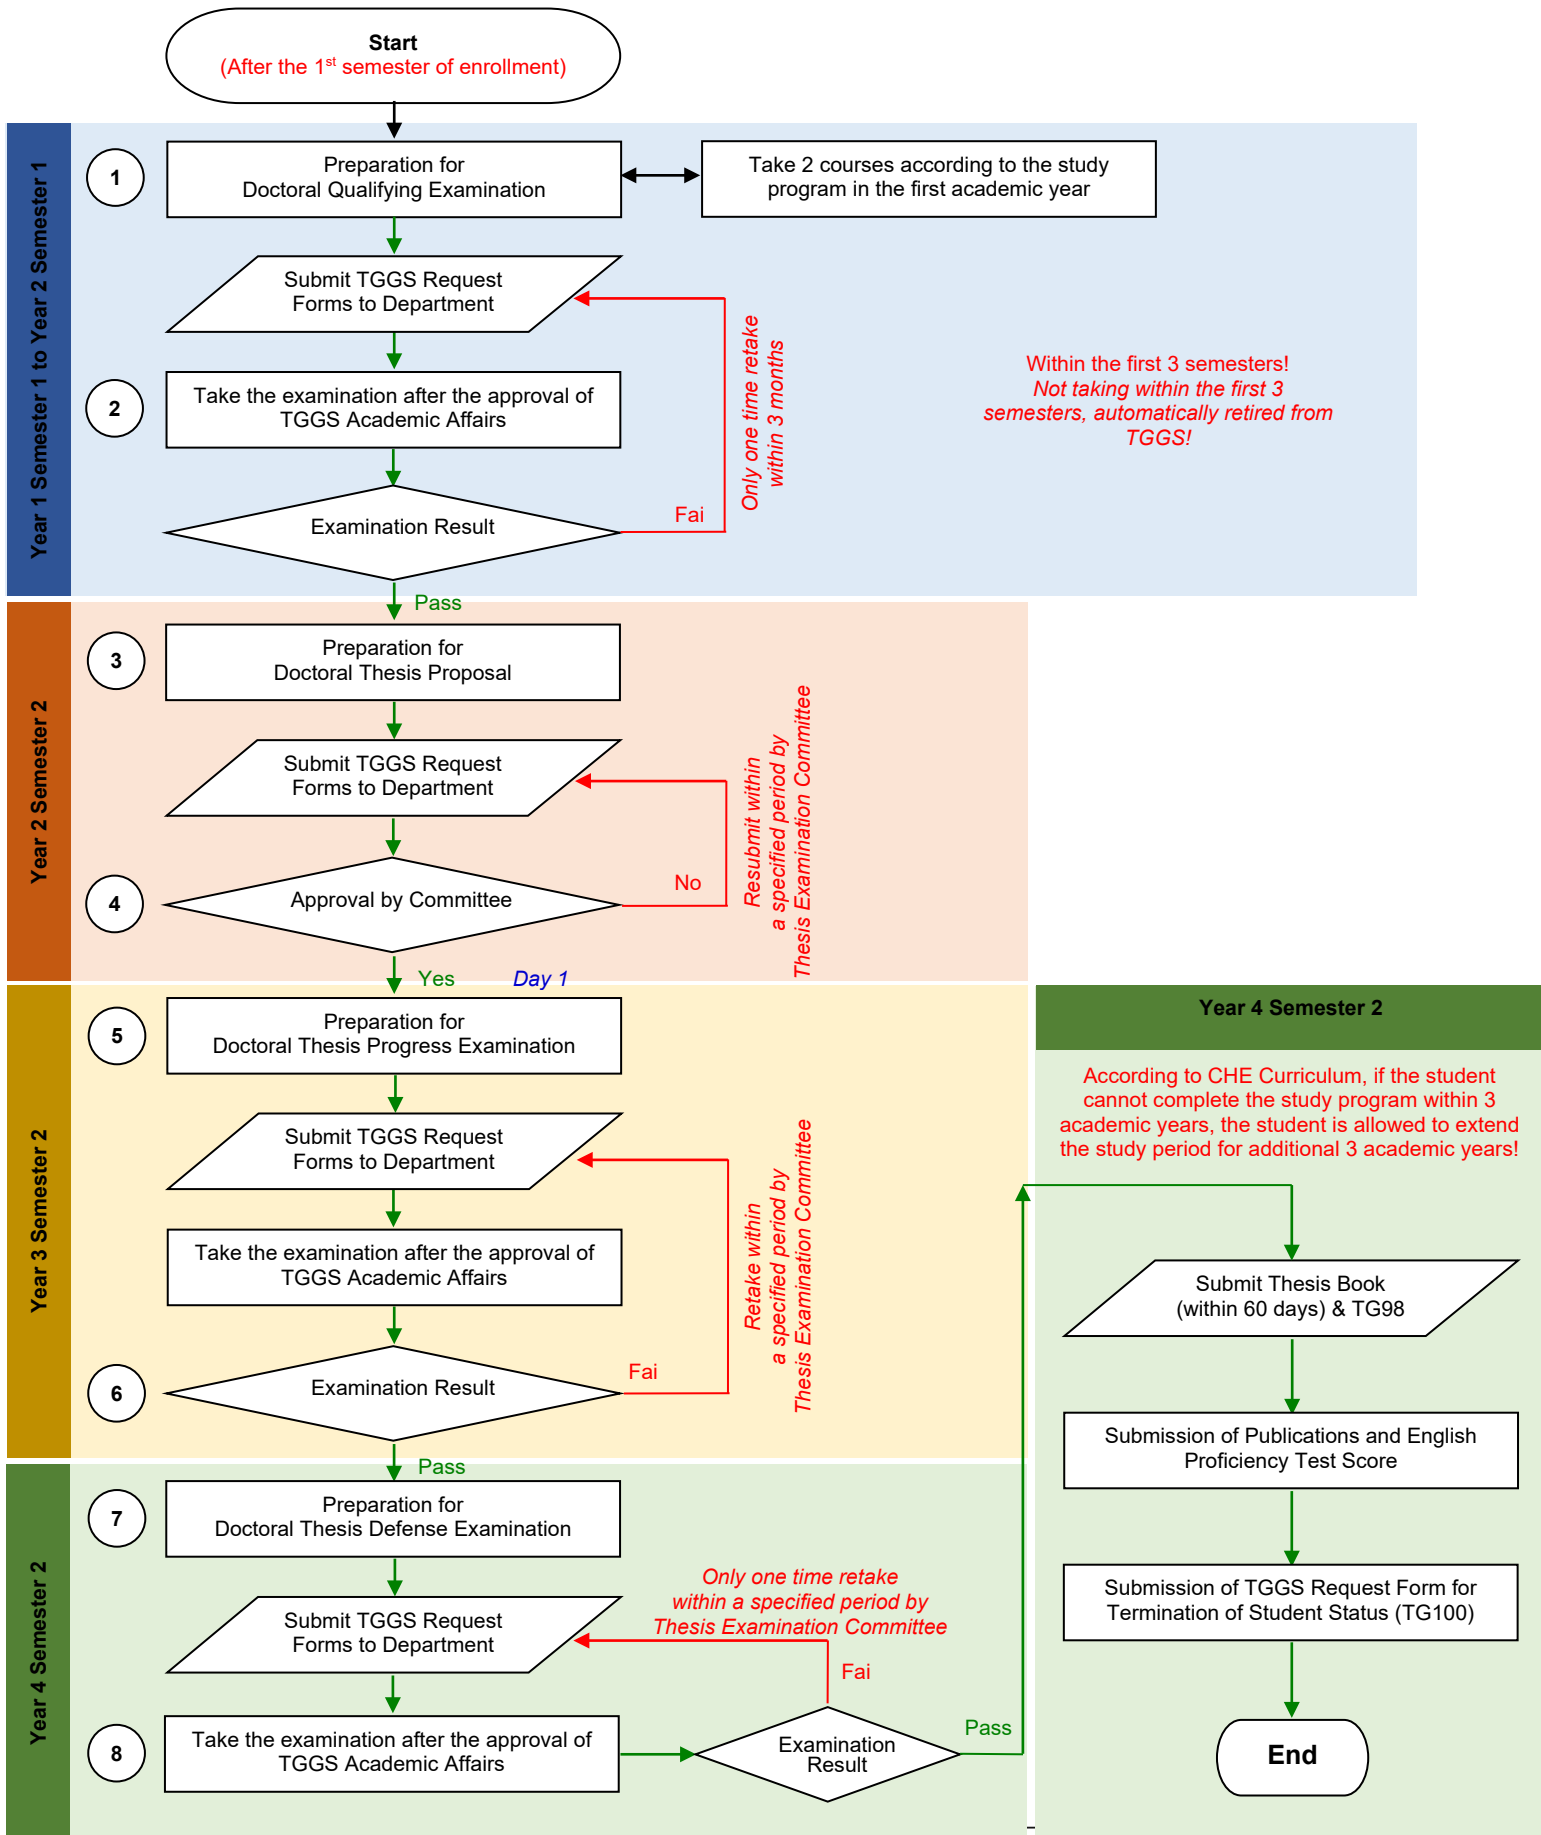 Start
(After the 1st semester of enrollment)
Year 1 Semester 1 to Year 2 Semester 1
1
Preparation for
Doctoral Qualifying Examination
Take 2 courses according to the study
program in the first academic year
Submit TGGS Request
Forms to Department
Only one time retake
within 3 months
Within the first 3 semesters!
Not taking within the first 3
semesters, automatically retired from
TGGS!
2
Take the examination after the approval of
TGGS Academic Affairs
Examination Result
Fai
Pass
Year 2 Semester 2
3
Preparation for
Doctoral Thesis Proposal
Submit TGGS Request
Forms to Department
Resubmit within
a specified period by
Thesis Examination Committee
4
Approval by Committee
No
Yes
Day 1
Year 3 Semester 2
5
Preparation for
Doctoral Thesis Progress Examination
Submit TGGS Request
Forms to Department
Retake within
a specified period by
Thesis Examination Committee
Take the examination after the approval of
TGGS Academic Affairs
6
Examination Result
Fai
Pass
Year 4 Semester 2
7
Preparation for
Doctoral Thesis Defense Examination
Only one time retake
within a specified period by
Thesis Examination Committee
Submit TGGS Request
Forms to Department
Fai
8
Take the examination after the approval of
TGGS Academic Affairs
Examination
Result
Pass
Year 4 Semester 2
According to CHE Curriculum, if the student
cannot complete the study program within 3
academic years, the student is allowed to extend
the study period for additional 3 academic years!
Submit Thesis Book
(within 60 days) & TG98
Submission of Publications and English
Proficiency Test Score
Submission of TGGS Request Form for
Termination of Student Status (TG100)
End